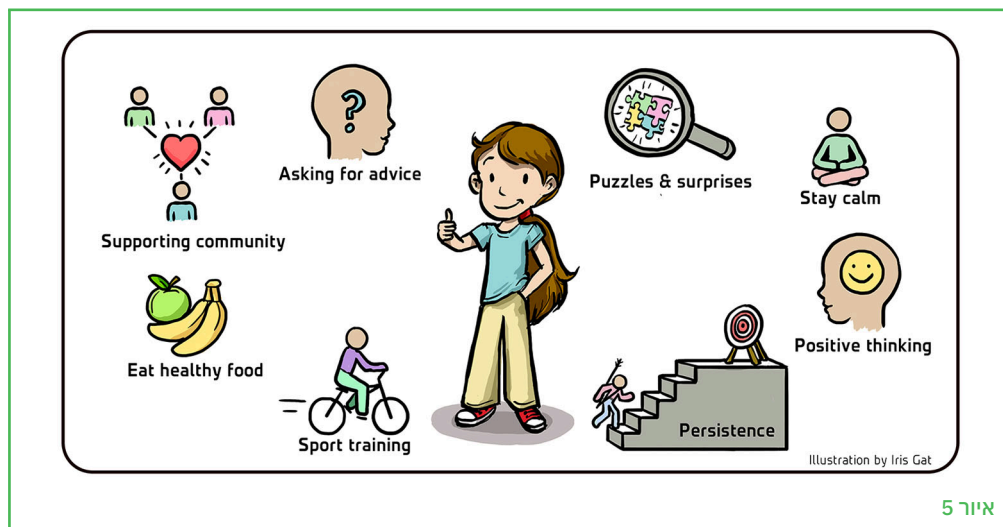 Asking for advice
Puzzles & surprises
Stay calm
Supporting community
Positive thinking
Eat healthy food
Sport training
Persistence
Illustration by Iris Gat
איור 5